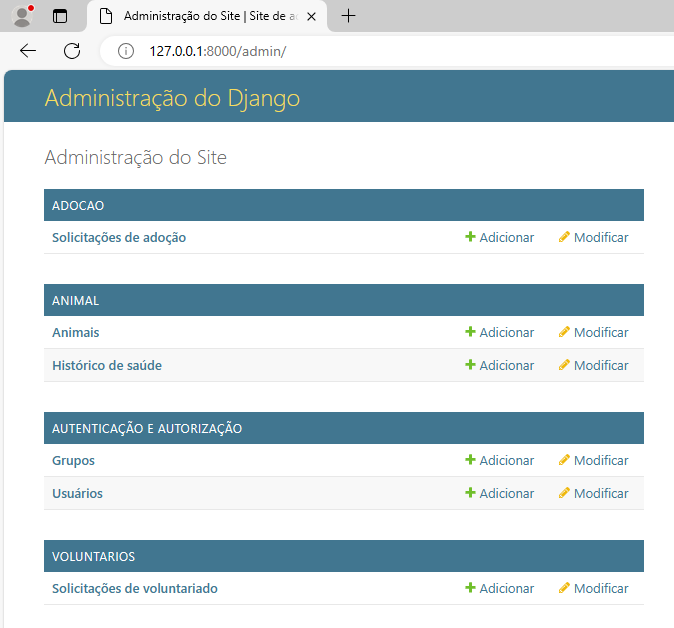 Administração do Site | Site de a
127.0.0.1:8000/admin/
Administração do Django
Administração do Site
ADOCAO
Solicitações de adoção Adicionar Modificar
ANIMAL
Animais Adicionar Modificar
Histórico de saúde Adicionar Modificar
AUTENTICAÇÃO E AUTORIZAÇÃO
Grupos Adicionar Modificar
Usuários Adicionar Modificar
VOLUNTARIOS
Solicitações de voluntariado Adicionar Modificar